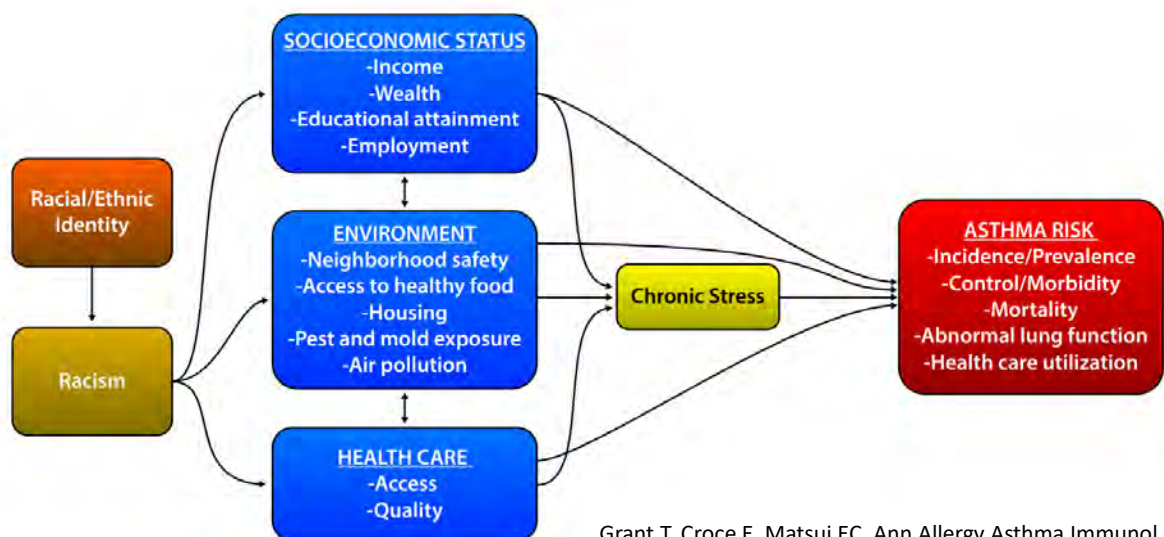 SOCIOECONOMIC STATUS
-Income
-Wealth
-Educational attainment
-Employment
Racial/Ethnic
Identity
Racism
ENVIRONMENT
-Neighborhood safety
-Access to healthy food
-Housing
-Pest and mold exposure
-Air pollution
HEALTH CARE
-Access
-Quality
Chronic Stress
ASTHMA RISK
-Incidence/Prevalence
-Control/Morbidity
-Mortality
-Abnormal lung function
-Health care utilization
Grant T, Croce E, Matsui EC. Ann Allergy Asthma Immunol